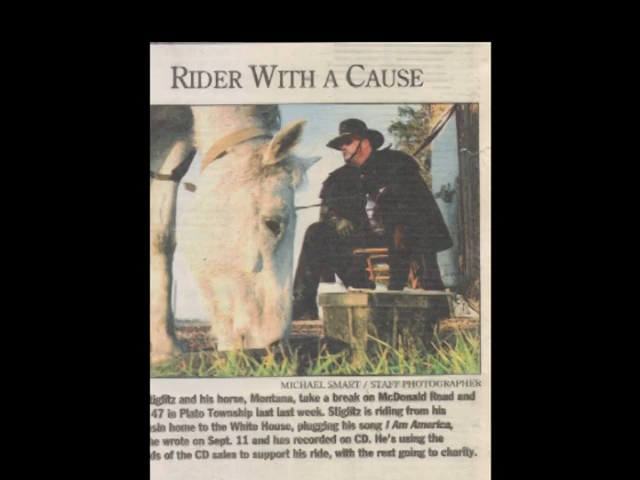 RIDER WITH A CAUSE
MICHAEL SMART / STAFF PHOTOGRAPHER
tiglitz and his horse, Montana, take a break on McDonald Road and
47 in Plato Township last last week. Stiglitz is riding from his
sin home to the White House, plugging his song I Am America,
he wrote on Sept. 11 and has recorded on CD. He's using the
ds of the CD sales to support his ride, with the rest going to charity.